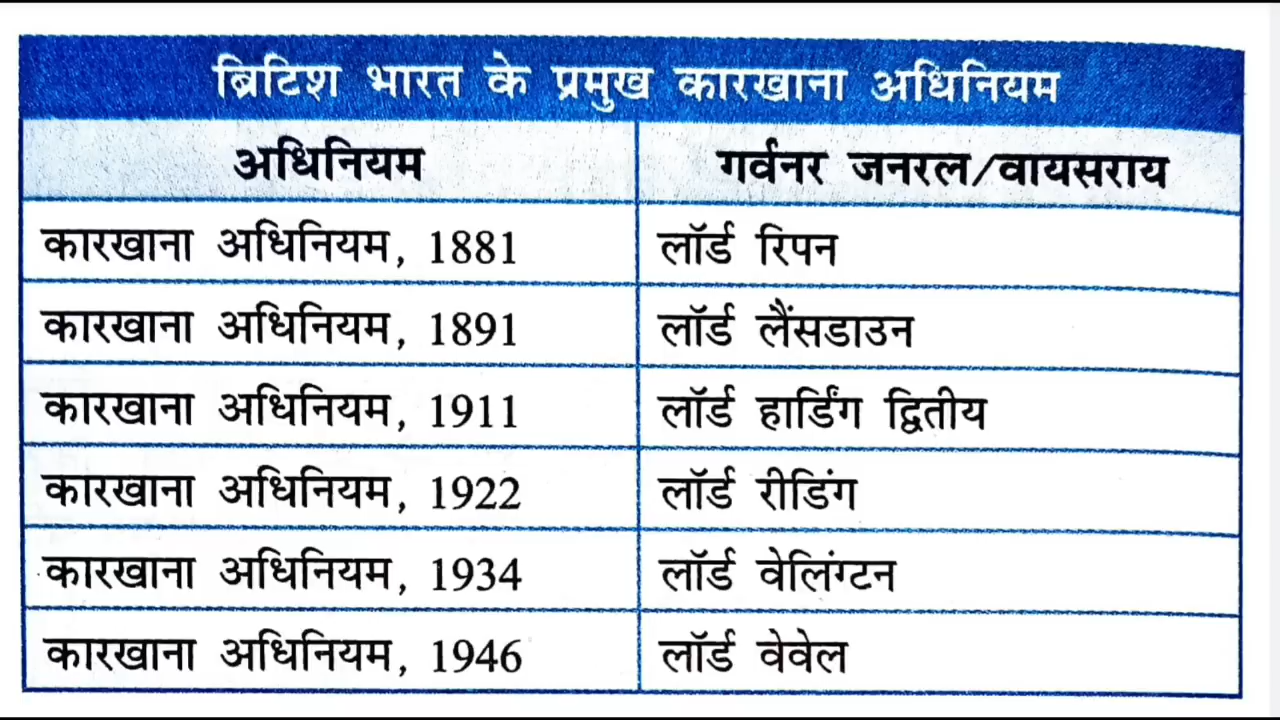 ब्रिटिश भारत के प्रमुख कारखाना अधिनियम
अधिनियम गर्वनर जनरल/वायसराय
कारखाना अधिनियम, 1881 लॉर्ड रिपन
कारखाना अधिनियम, 1891 लॉर्ड लैंसडाउन
कारखाना अधिनियम, 1911 लॉर्ड हार्डिंग द्वितीय
कारखाना अधिनियम, 1922 लॉर्ड रीडिंग
कारखाना अधिनियम, 1934 लॉर्ड वेलिंग्टन
कारखाना अधिनियम, 1946 लॉर्ड वेवेल